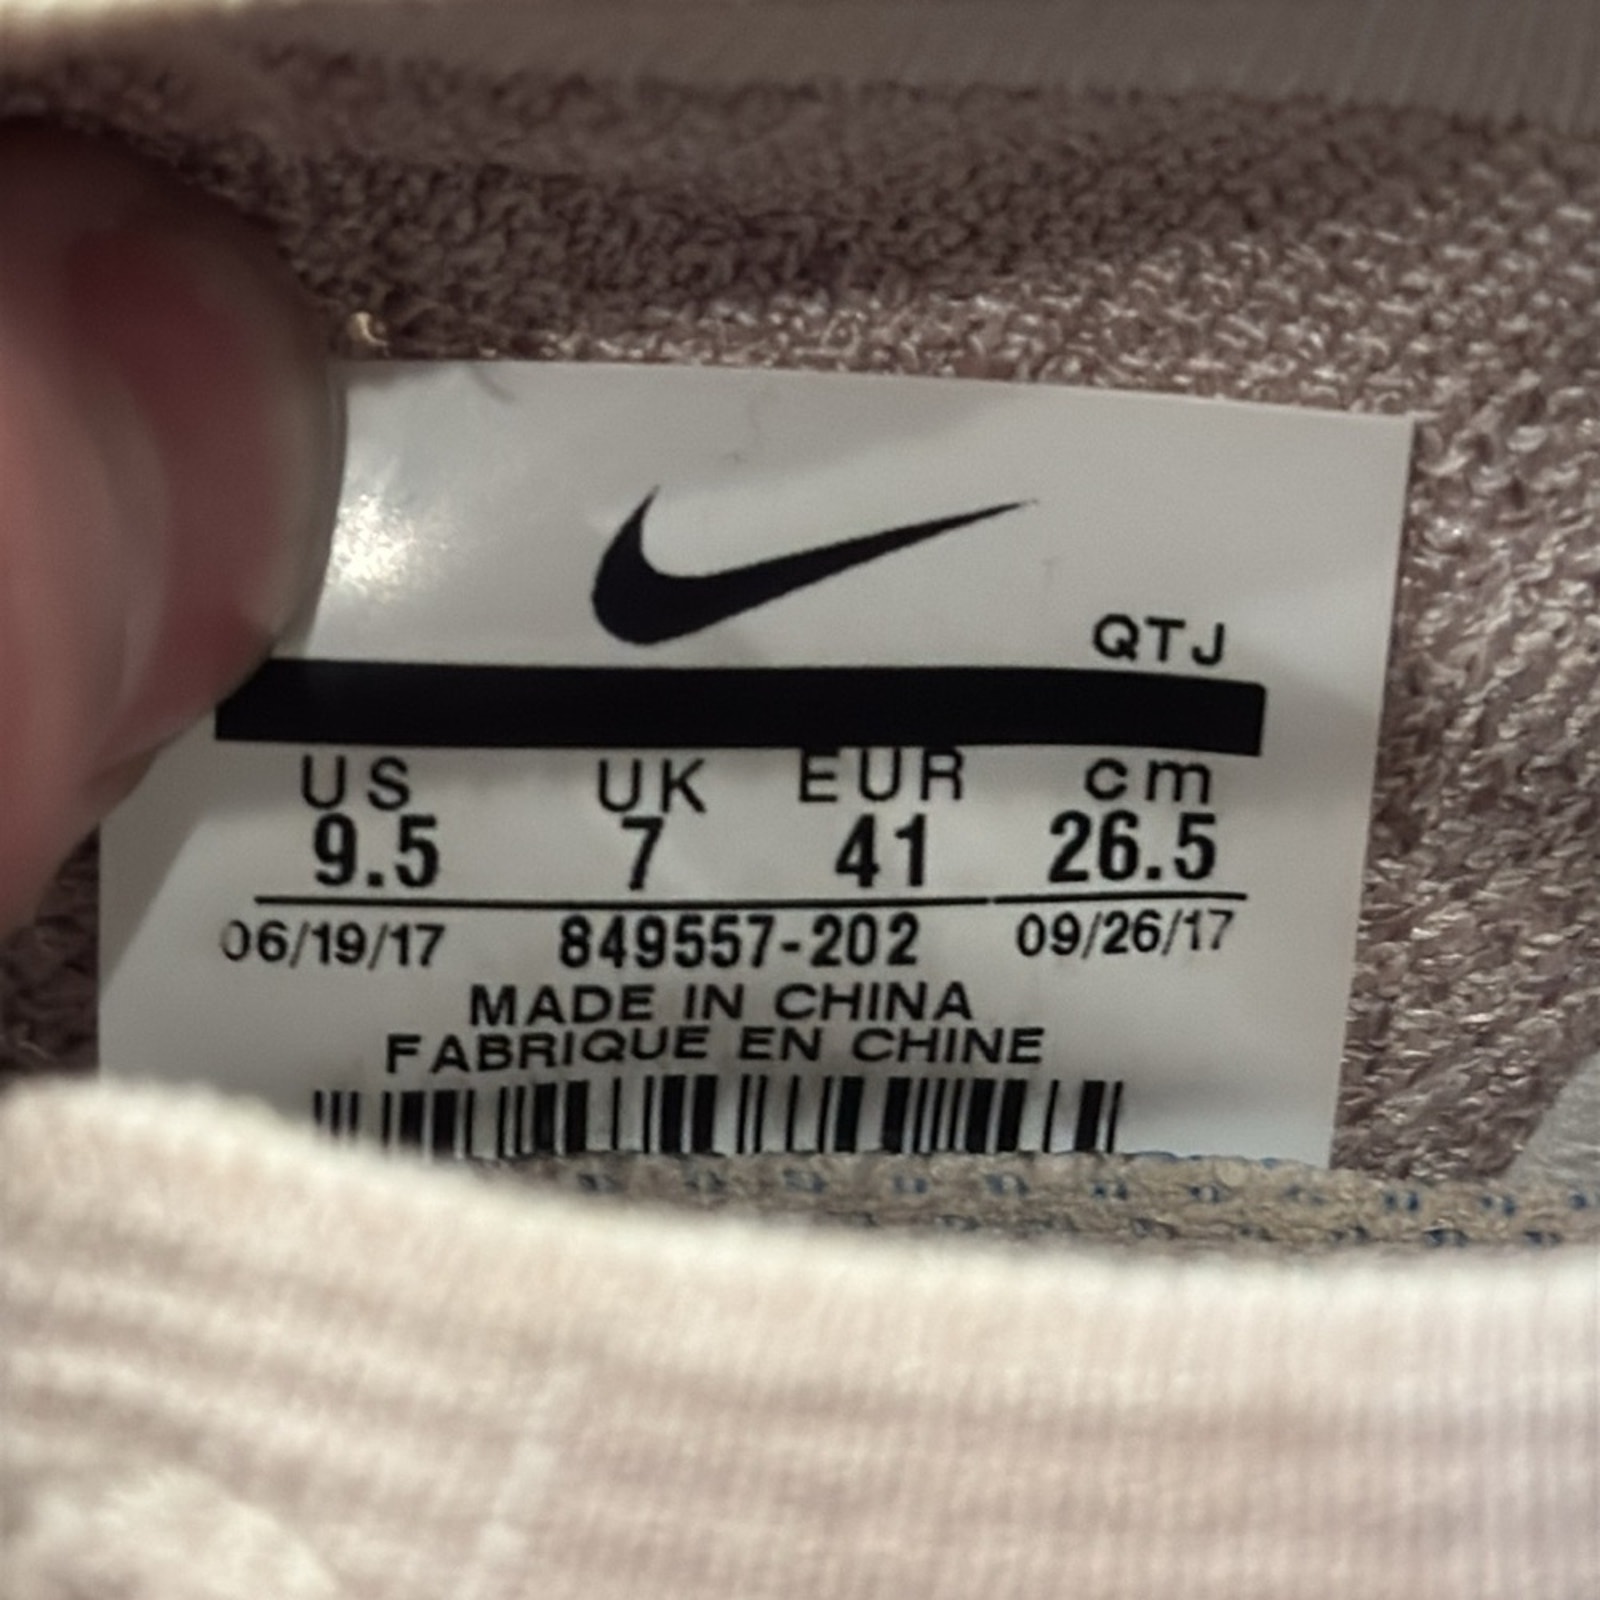 QTJ
US UK EUR cm
9.5 7 41 26.5
06/19/17 849557-202 09/26/17
MADE IN CHINA
FABRIQUE EN CHINE